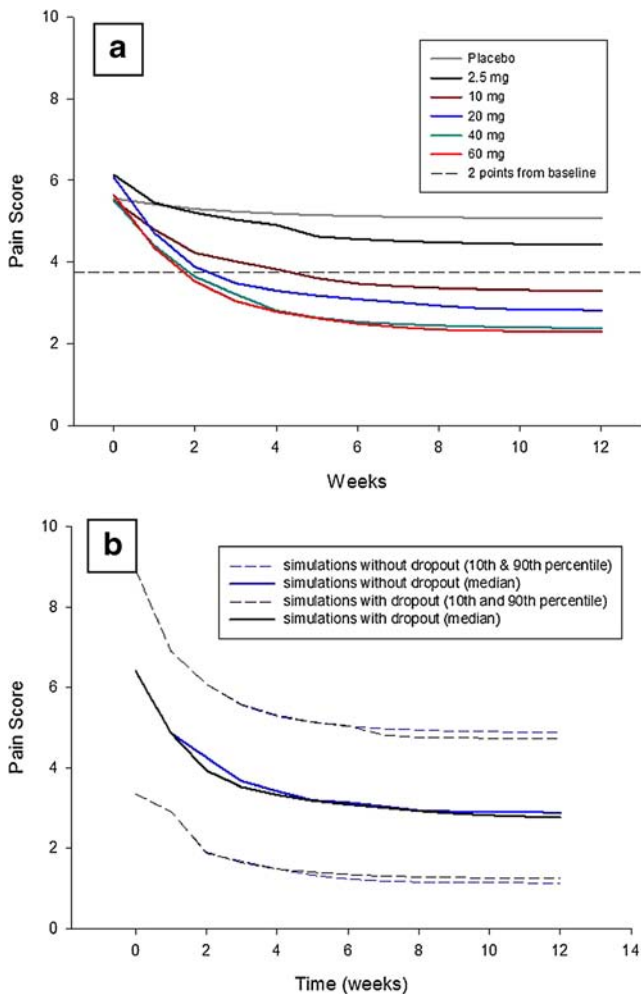 a
10
8
6
4
2
0
Pain Score
Placebo
2.5 mg
10 mg
20 mg
40 mg
60 mg
2 points from baseline
0 2 4 6 8 10 12
Weeks
b
10
8
6
4
2
0
Pain Score
simulations without dropout (10th & 90th percentile)
simulations without dropout (median)
simulations with dropout (10th and 90th percentile)
simulations with dropout (median)
0 2 4 6 8 10 12 14
Time (weeks)